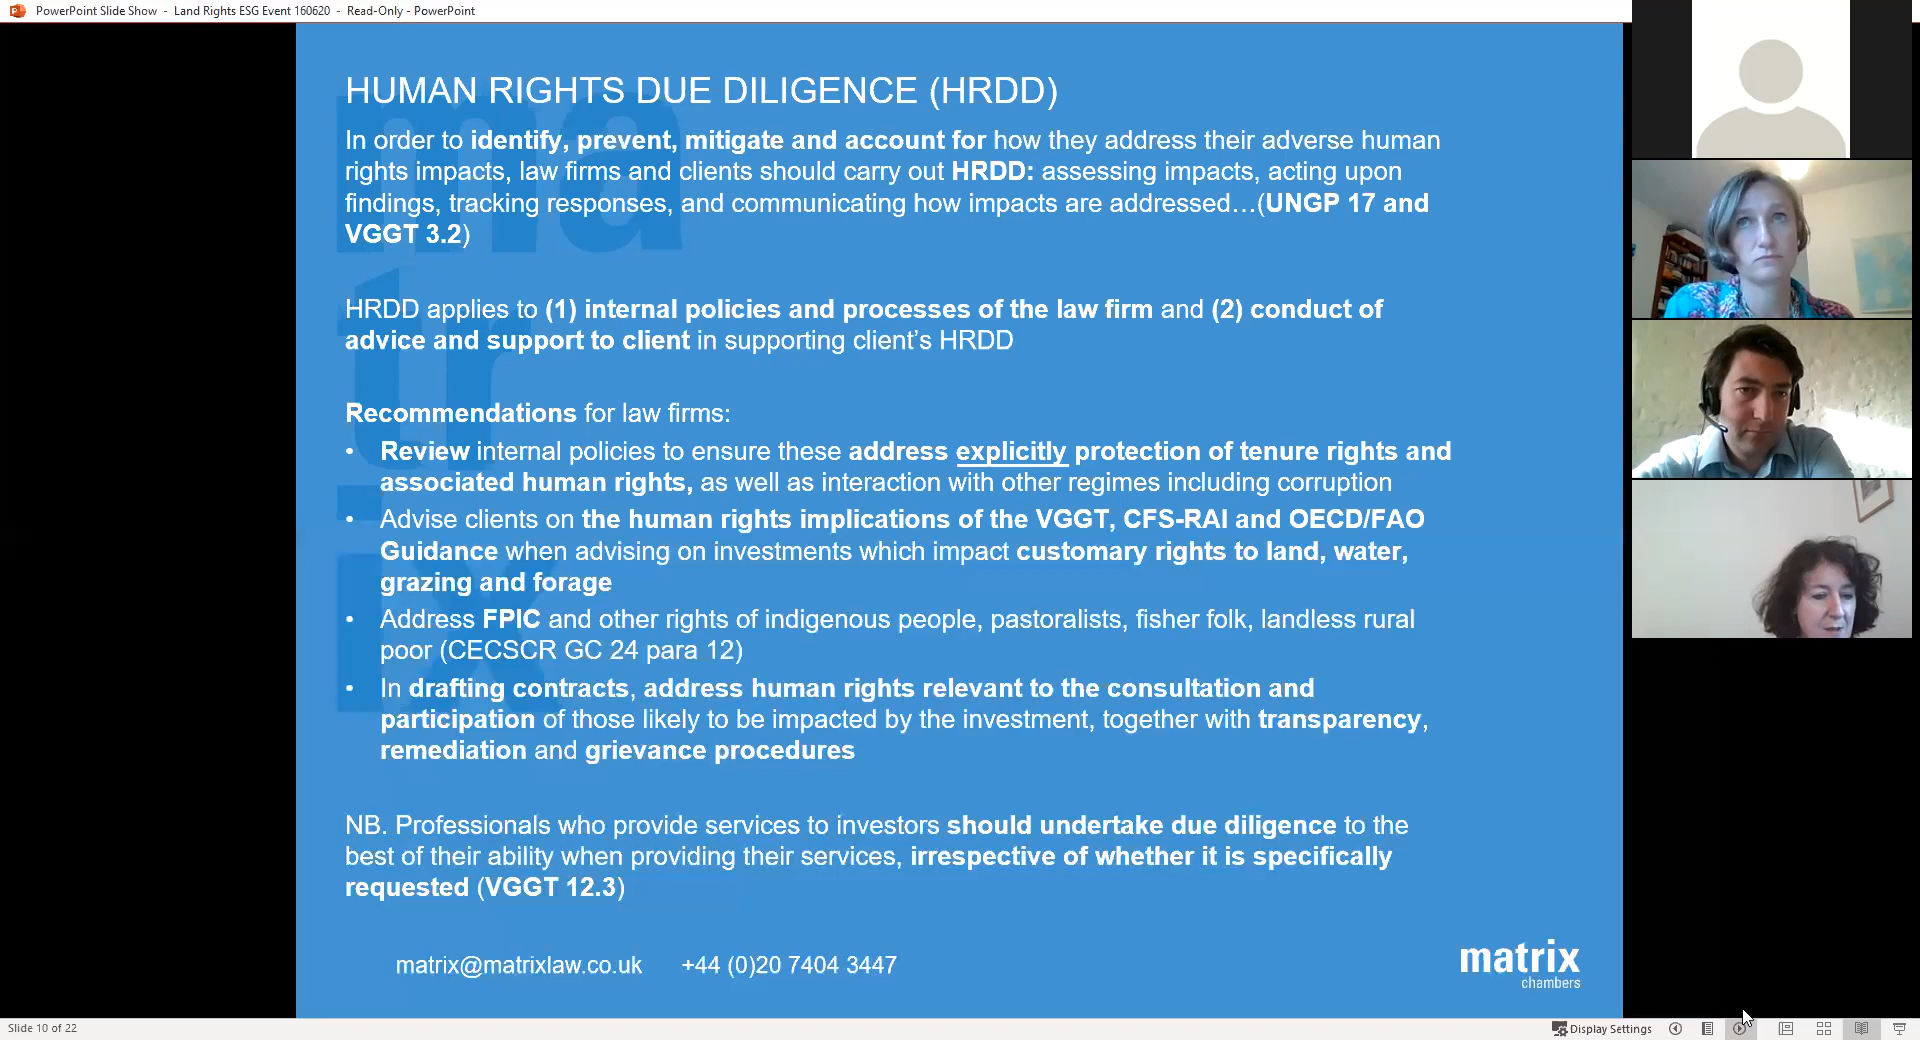 PowerPoint Slide Show - Land Rights ESG Event 160620 - Read-Only - PowerPoint
HUMAN RIGHTS DUE DILIGENCE (HRDD)
In order to identify, prevent, mitigate and account for how they address their adverse human
rights impacts, law firms and clients should carry out HRDD: assessing impacts, acting upon
findings, tracking responses, and communicating how impacts are addressed…(UNGP 17 and
VGGT 3.2)
HRDD applies to (1) internal policies and processes of the law firm and (2) conduct of
advice and support to client in supporting client’s HRDD
Recommendations for law firms:
• Review internal policies to ensure these address explicitly protection of tenure rights and
associated human rights, as well as interaction with other regimes including corruption
• Advise clients on the human rights implications of the VGGT, CFS-RAI and OECD/FAO
Guidance when advising on investments which impact customary rights to land, water,
grazing and forage
• Address FPIC and other rights of indigenous people, pastoralists, fisher folk, landless rural
poor (CECSCR GC 24 para 12)
• In drafting contracts, address human rights relevant to the consultation and
participation of those likely to be impacted by the investment, together with transparency,
remediation and grievance procedures
NB. Professionals who provide services to investors should undertake due diligence to the
best of their ability when providing their services, irrespective of whether it is specifically
requested (VGGT 12.3)
matrix@matrixlaw.co.uk +44 (0)20 7404 3447
matrix
chambers
ma
tr
ix
Slide 10 of 22
Display Settings